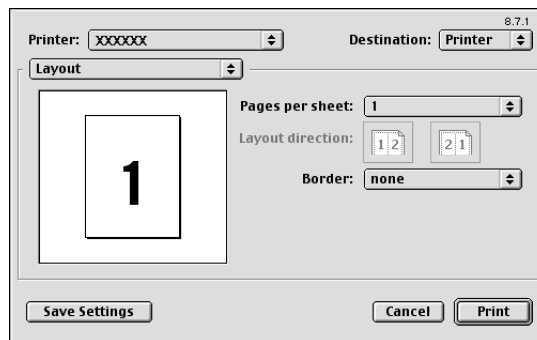 8.7.1
Printer: XXXXXX Destination: Printer
Layout
Pages per sheet: 1
Layout direction: 1 2 2 1
1
Border: none
Save Settings Cancel Print